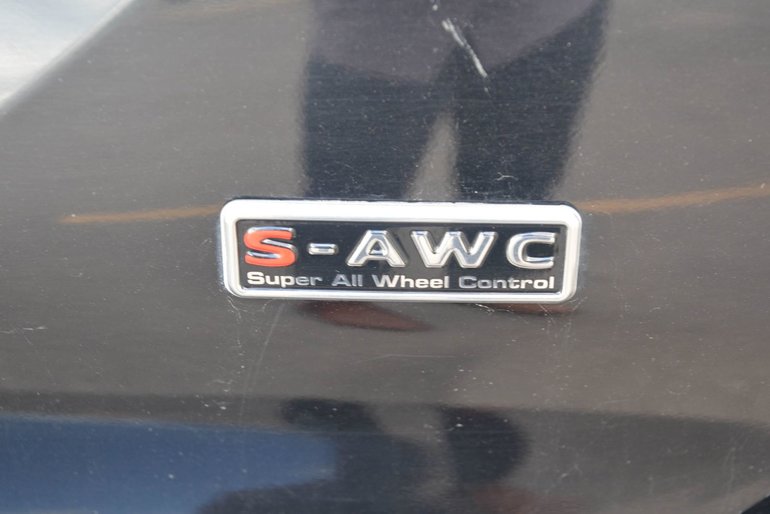 S-AWC
Super All Wheel Control